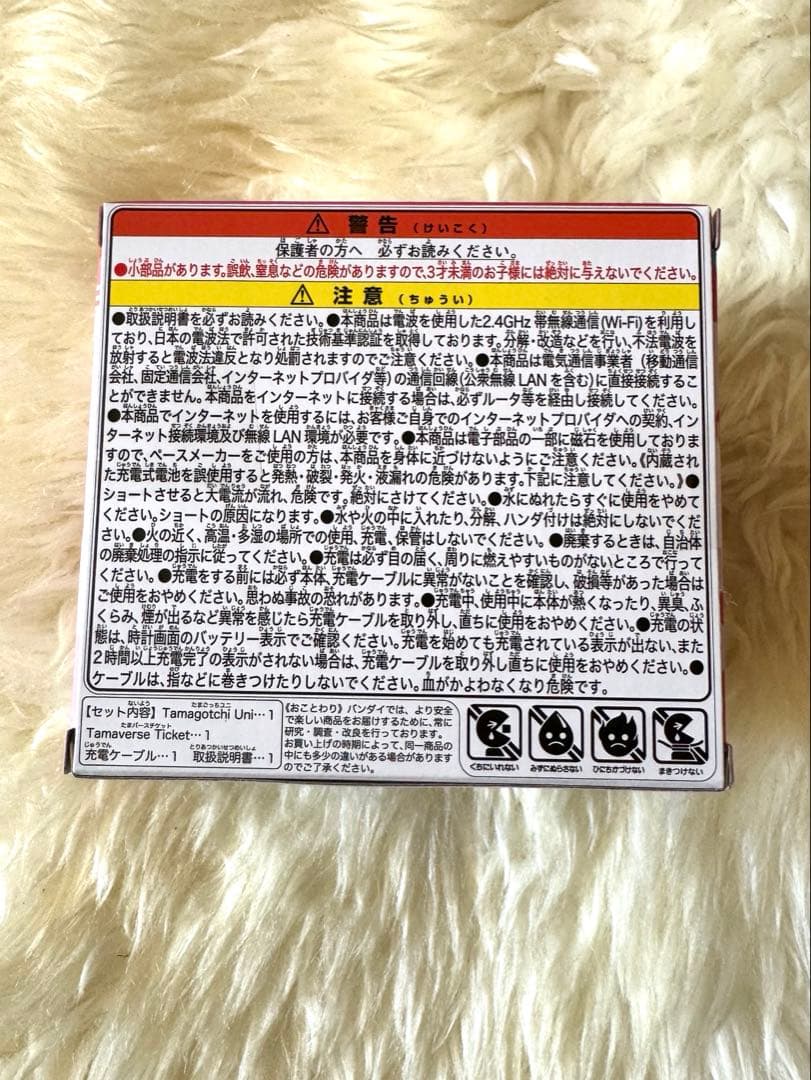 ⚠ 警告 (けいこく)
保護者の方へ 必ずお読みください。
●小部品があります。誤飲、窒息などの危険がありますので、3才未満のお子様には絶対に与えないでください。
⚠ 注意 (ちゅうい)
●取扱説明書を必ずお読みください。●本商品は電波を使用した2.4GHz 帯無線通信(Wi-Fi)を利用し
ており、日本の電波法で許可された技術基準認証を取得しております。分解・改造などを行い、不法電波を
放射すると電波法違反となり処罰されますのでご注意ください。●本商品は電気通信事業者 (移動通信
会社、固定通信会社、インターネットプロバイダ等)の通信回線(公衆無線 LANを含む)に直接接続するこ
とができません。本商品をインターネットに接続する場合は、必ずルータ等を経由し接続してください。
●本商品でインターネットを使用するには、お客様ご自身でのインターネットプロバイダへの契約、イン
ターネット接続環境及び無線 LAN 環境が必要です。●本商品は電子部品の一部に磁石を使用しておりま
すので、ペースメーカーをご使用の方は、本商品を身体に近づけないようにご注意ください。《内蔵され
た充電式電池を誤使用すると発熱・破裂・発火・液漏れの危険があります。下記に注意してください。》●
ショートさせると大電流が流れ、危険です。絶対にさけてください。●水にぬれたらすぐに使用をやめて
ください。ショートの原因になります。●水や火の中に入れたり、分解、ハンダ付けは絶対にしないでくだ
さい。●火の近く、高温・多湿の場所での使用、充電、保管はしないでください。●廃棄するときは、自治体
の廃棄処理の指示に従ってください。●充電は必ず目の届く、周りに燃えやすいものがないところで行って
ください。●充電をする前には必ず本体、充電ケーブルに異常がないことを確認し、破損等があった場合は
ご使用をおやめください。思わぬ事故の恐れがあります。●充電中、使用中に本体が熱くなったり、異臭、ふ
くらみ、煙が出るなど異常を感じたら充電ケーブルを取り外し、直ちに使用をおやめください。●充電の状
態は、時計画面のバッテリー表示でご確認ください。充電を始めても充電されている表示が出ない、また
2時間以上充電完了の表示がされない場合は、充電ケーブルを取り外し直ちに使用をおやめください。●
ケーブルは、指などに巻きつけたりしないでください。血がかよわなくなり危険です。
【セット内容】Tamagotchi Uni…1
Tamaverse Ticket…1
充電ケーブル…1 取扱説明書…1
《おことわり》バンダイでは、より安全
で楽しい商品をお届けするために、常に
研究・調査・改良を行っております。
お買い上げの時期によって、同一商品の
中にも多少の違いがある場合があります
のでご了承ください。
くちにいれない みずにぬらさない ひにちかづけない まきつけない